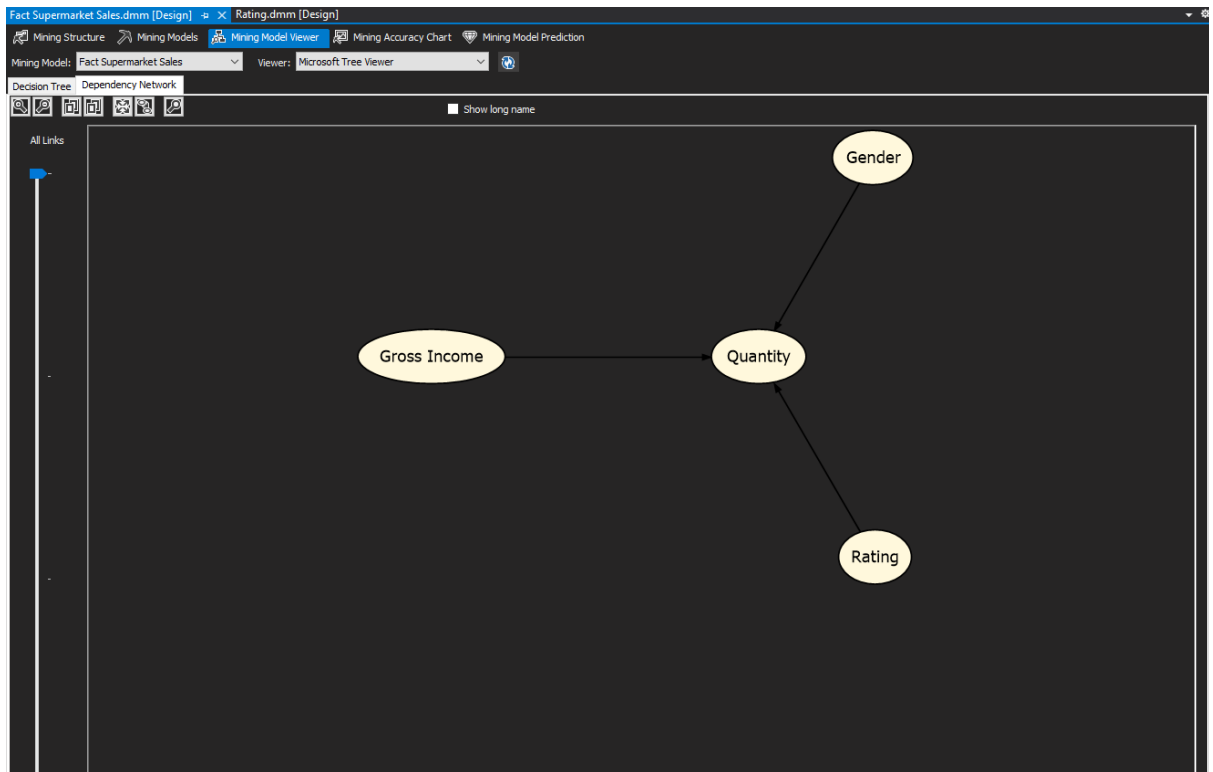 Fact Supermarket Sales.dmm [Design] Rating.dmm [Design]
Mining Structure Mining Models Mining Model Viewer Mining Accuracy Chart Mining Model Prediction
Mining Model: Fact Supermarket Sales Viewer: Microsoft Tree Viewer
Decision Tree Dependency Network
Show long name
All Links
Gender
Gross Income Quantity
Rating